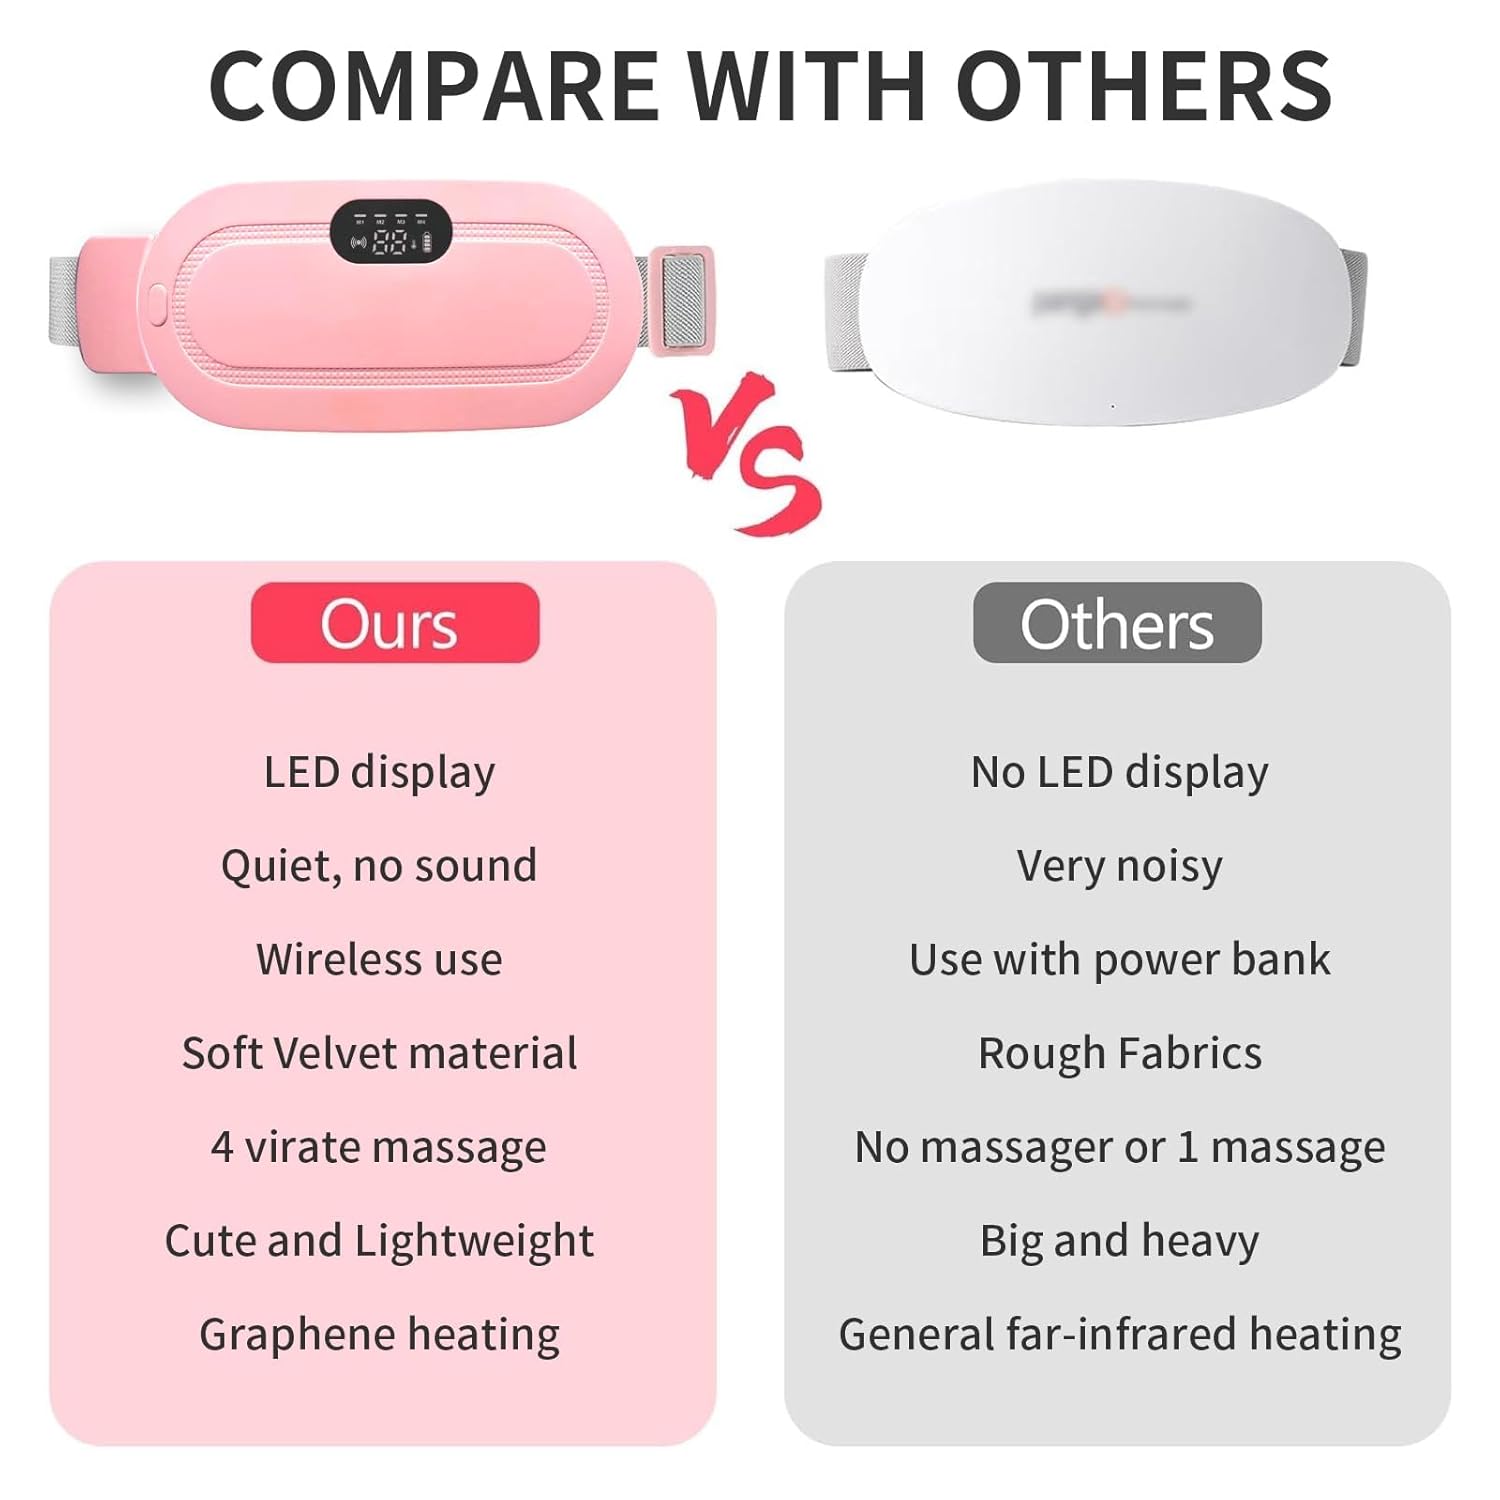 COMPARE WITH OTHERS
M1 M2 M3 M4
88
VS
Ours
Others
LED display
No LED display
Quiet, no sound
Very noisy
Wireless use
Use with power bank
Soft Velvet material
Rough Fabrics
4 virate massage
No massager or 1 massage
Cute and Lightweight
Big and heavy
Graphene heating
General far-infrared heating